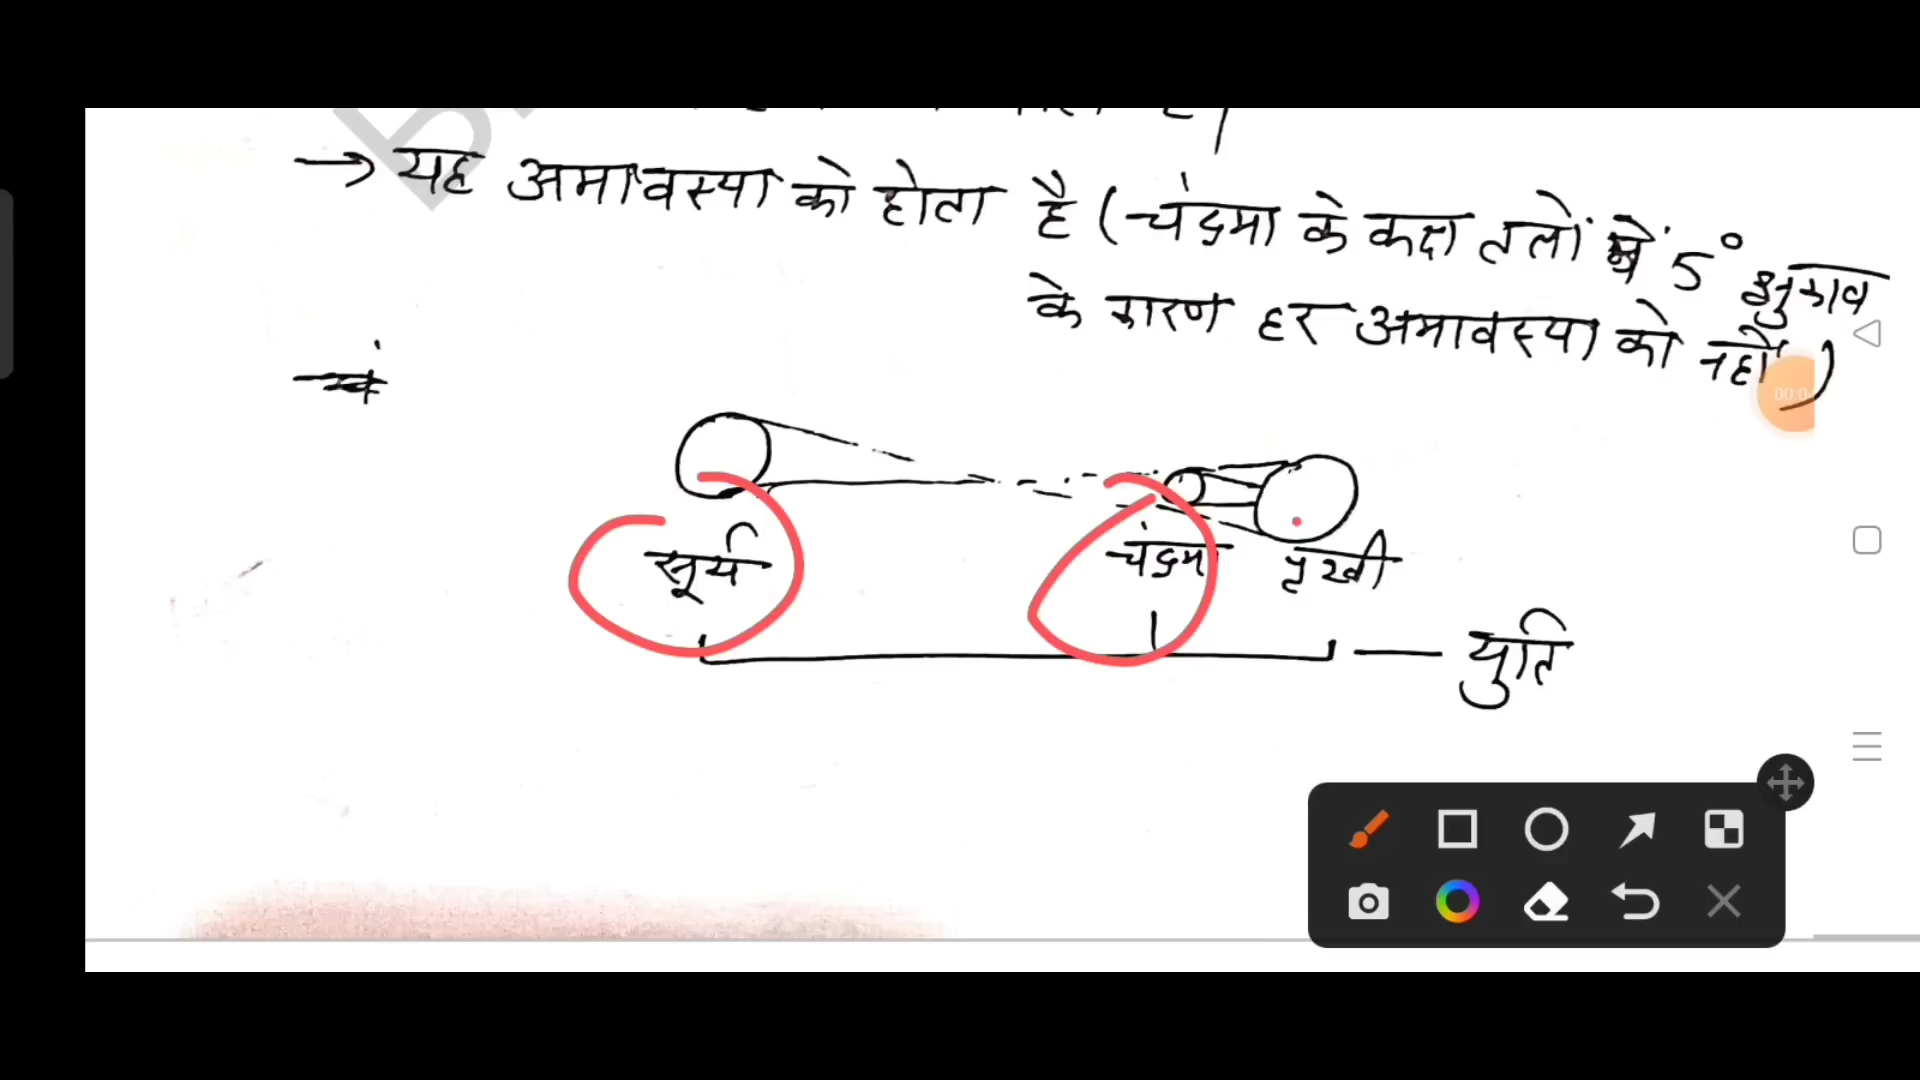 → यह अमावस्या को होता है (चंद्रमा के कक्ष तलों में 5° झुकाव
के कारण हर अमावस्या को नहीं)
सूर्य
चंद्रमा
पृथ्वी
युति